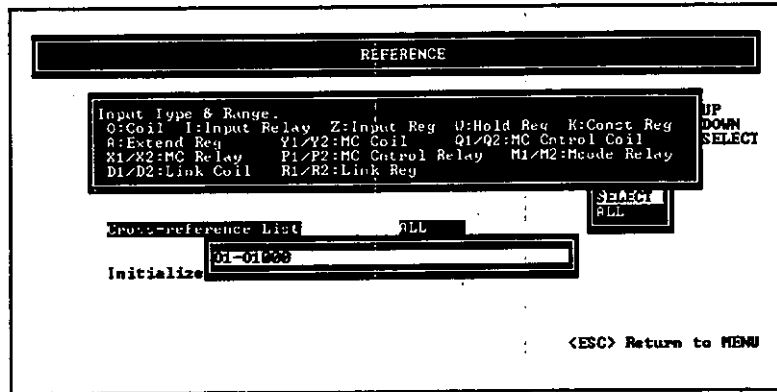 REFERENCE
Input Type & Range.
O:Coil I:Input Relay Z:Input Reg W:Hold Reg K:Const Reg
A:Extend Reg Y1/Y2:MC Coil Q1/Q2:MC Cntrol Coil
X1/X2:MC Relay P1/P2:MC Cntrol Relay M1/M2:Mcode Relay
D1/D2:Link Coil R1/R2:Link Reg
UP
DOWN
SELECT
SELECT
ALL
Cross-reference List ALL
O1-O1000
Initialize
<ESC> Return to MENU